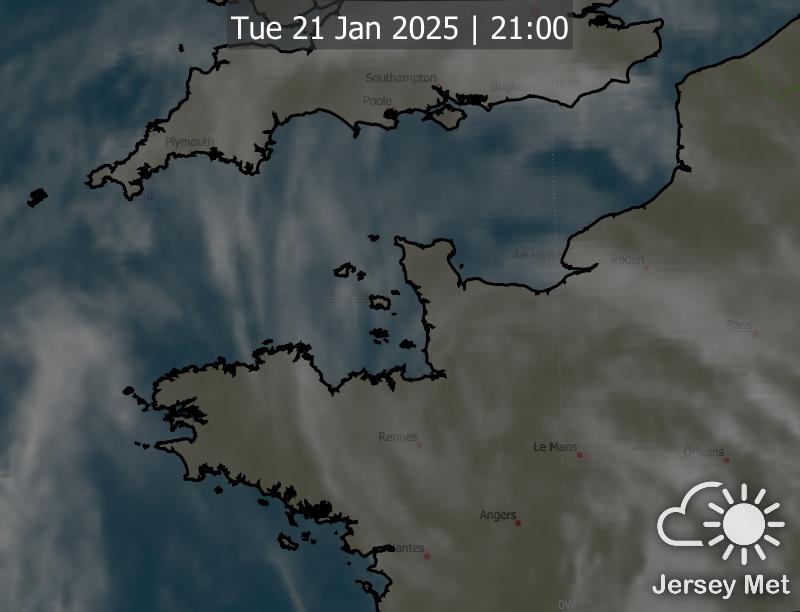 Tue 21 Jan 2025 | 21:00
Southampton
Poole
Plymouth
Le Havre
Rouen
Paris
Rennes
Le Mans
Orleans
Angers
Nantes
0W
Jersey Met